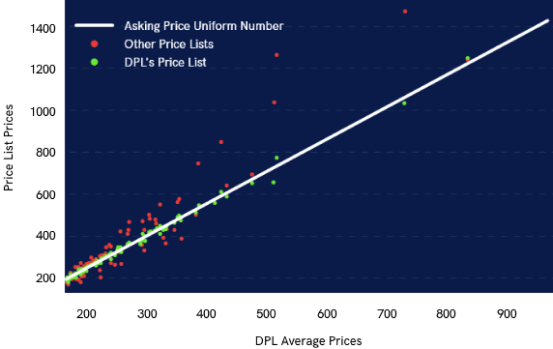 1400
1200
1000
800
600
400
200
Price List Prices
Asking Price Uniform Number
Other Price Lists
DPL's Price List
200 300 400 500 600 700 800 900
DPL Average Prices